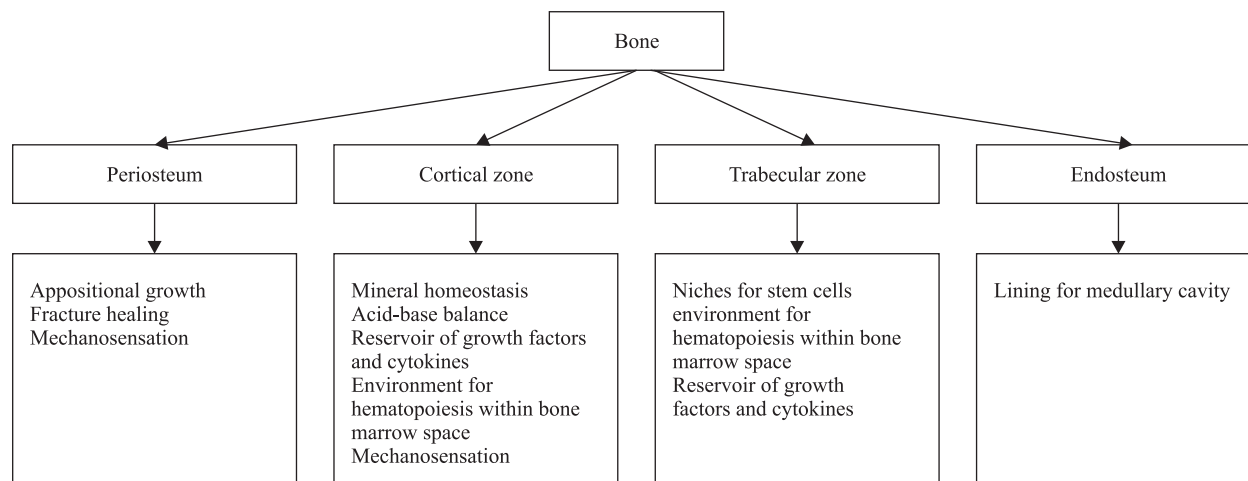 Bone
Periosteum
Cortical zone
Trabecular zone
Endosteum
Appositional growth
Fracture healing
Mechanosensation
Mineral homeostasis
Acid-base balance
Reservoir of growth factors
and cytokines
Environment for
hematopoiesis within bone
marrow space
Mechanosensation
Niches for stem cells
environment for
hematopoiesis within bone
marrow space
Reservoir of growth
factors and cytokines
Lining for medullary cavity